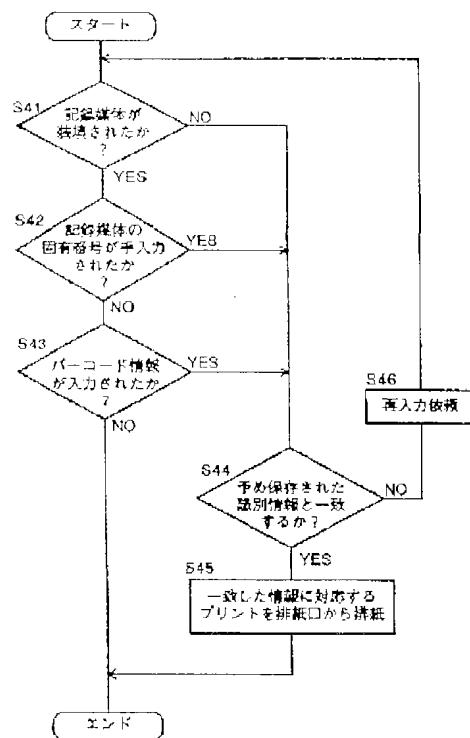 スタート
S41
記録媒体が
装填されたか
?
NO
YES
S42
記録媒体の
固有番号が手入力
されたか
?
YES
NO
S43
バーコード情報
が入力されたか
?
YES
NO
S46
再入力依頼
S44
予め保存された
識別情報と一致
するか?
NO
YES
S45
一致した情報に対応する
プリントを排紙口から排紙
エンド